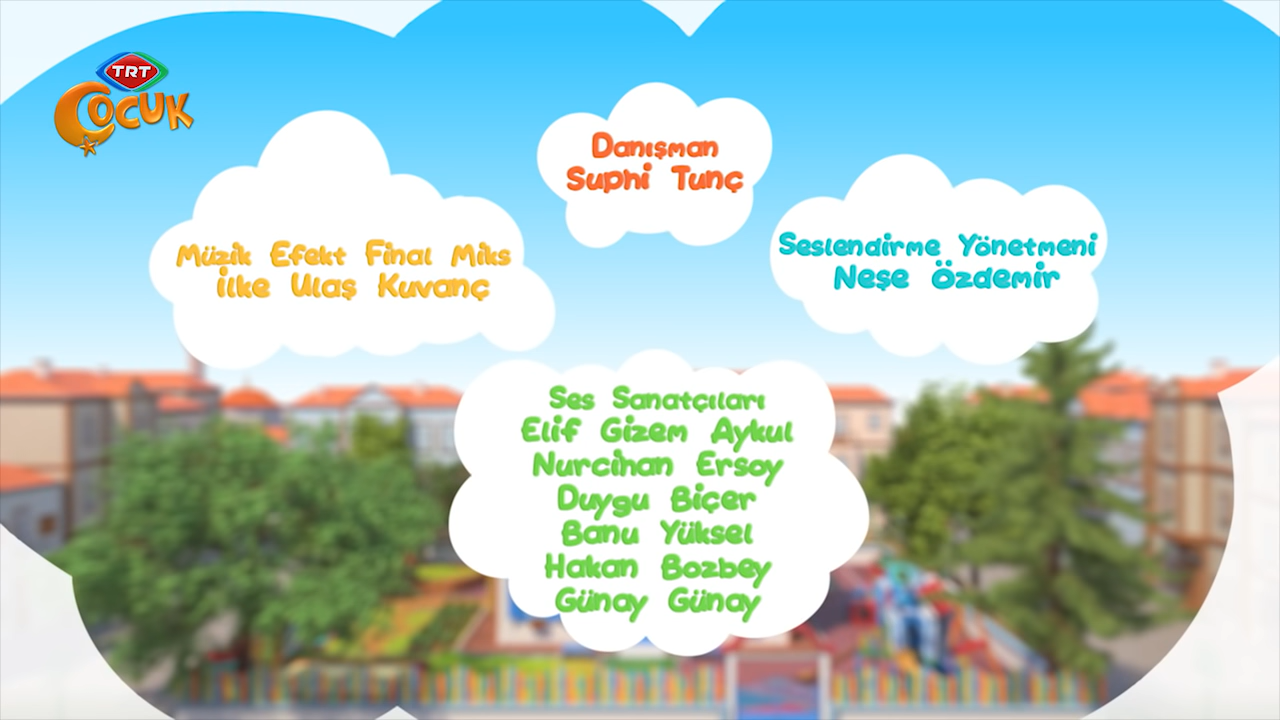 TRT
ÇOCUK
Danışman
Suphi Tunç
Müzik Efekt Final Miks
İlke Ulaş Kuvanç
Seslendirme Yönetmeni
Neşe Özdemir
Ses Sanatçıları
Elif Gizem Aykul
Nurcihan Ersoy
Duygu Biçer
Banu Yüksel
Hakan Bozbey
Günay Günay